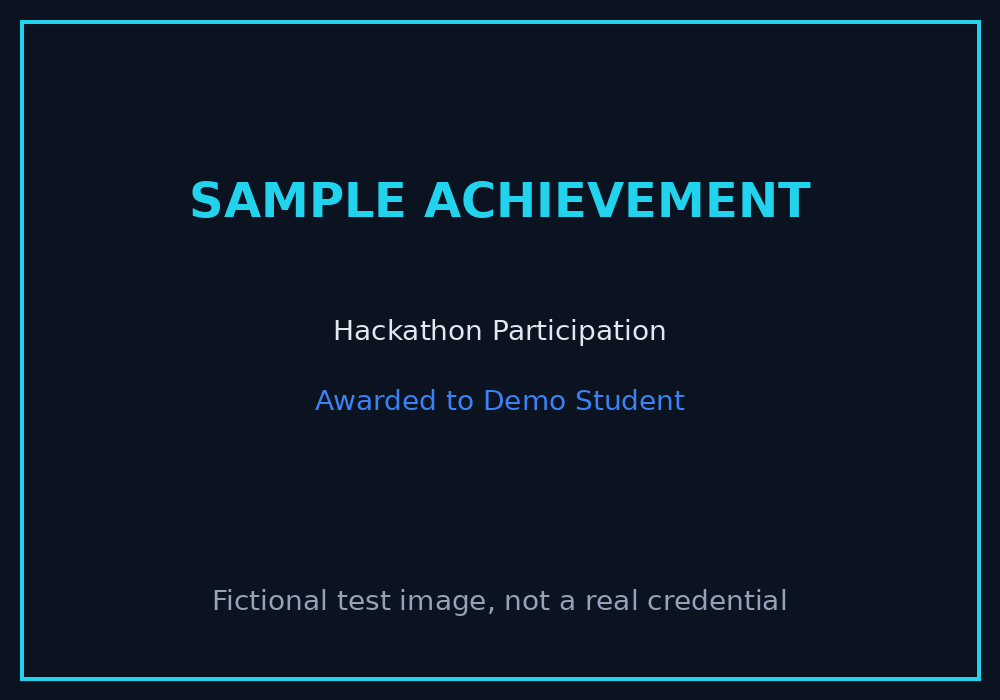 SAMPLE ACHIEVEMENT
Hackathon Participation
Awarded to Demo Student
Fictional test image, not a real credential